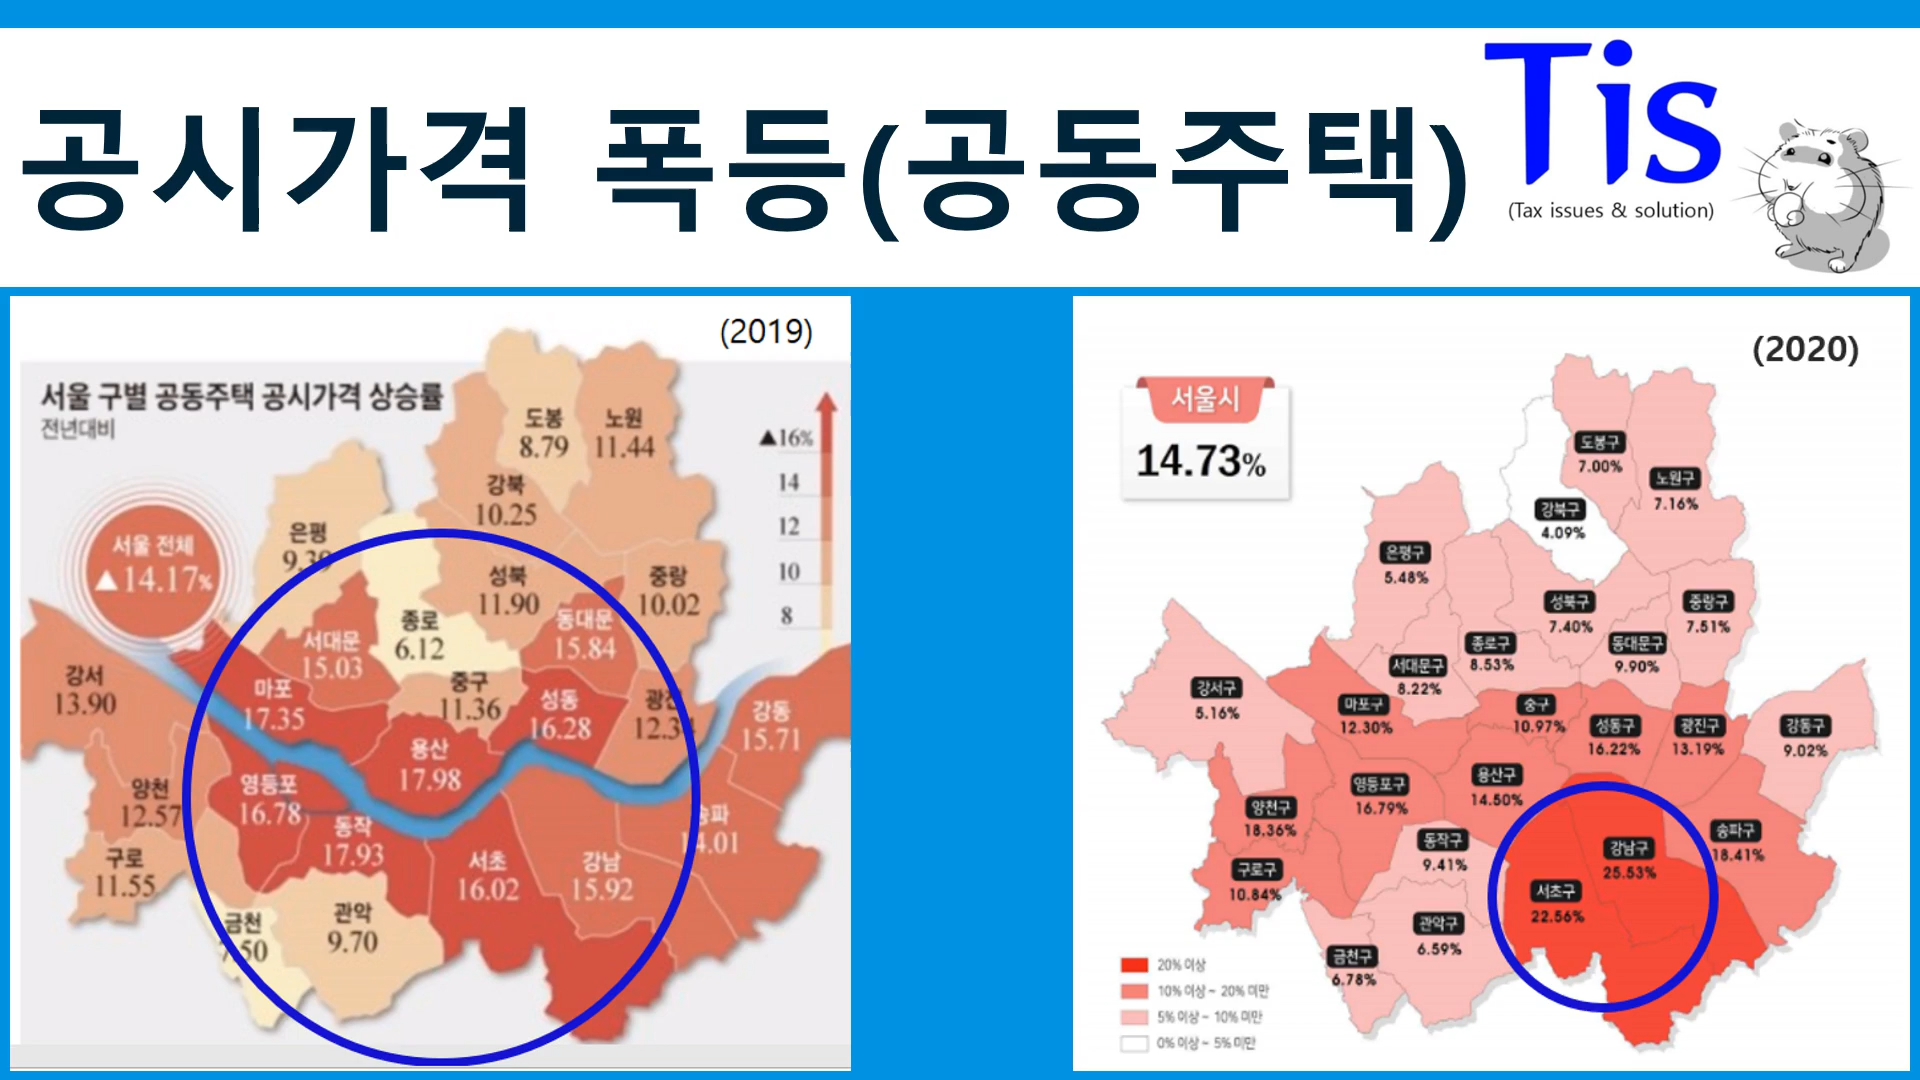 공시가격 폭등(공동주택)
Tis
(Tax issues & solution)
(2019)
서울 구별 공동주택 공시가격 상승률
전년대비
서울 전체
▲14.17%
▲16%
14
12
10
8
도봉
8.79
노원
11.44
강북
10.25
은평
9.39
성북
11.90
중랑
10.02
종로
6.12
동대문
15.84
서대문
15.03
강서
13.90
마포
17.35
중구
11.36
성동
16.28
광진
12.34
강동
15.71
용산
17.98
영등포
16.78
양천
12.57
동작
17.93
송파
14.01
서초
16.02
강남
15.92
구로
11.55
금천
7.50
관악
9.70
(2020)
서울시
14.73%
도봉구
7.00%
노원구
7.16%
강북구
4.09%
은평구
5.48%
성북구
7.40%
중랑구
7.51%
종로구
8.53%
동대문구
9.90%
서대문구
8.22%
강서구
5.16%
마포구
12.30%
중구
10.97%
성동구
16.22%
광진구
13.19%
강동구
9.02%
영등포구
16.79%
용산구
14.50%
양천구
18.36%
동작구
9.41%
강남구
25.53%
송파구
18.41%
구로구
10.84%
서초구
22.56%
관악구
6.59%
금천구
6.78%
20% 이상
10% 이상 ~ 20% 미만
5% 이상 ~ 10% 미만
0% 이상 ~ 5% 미만